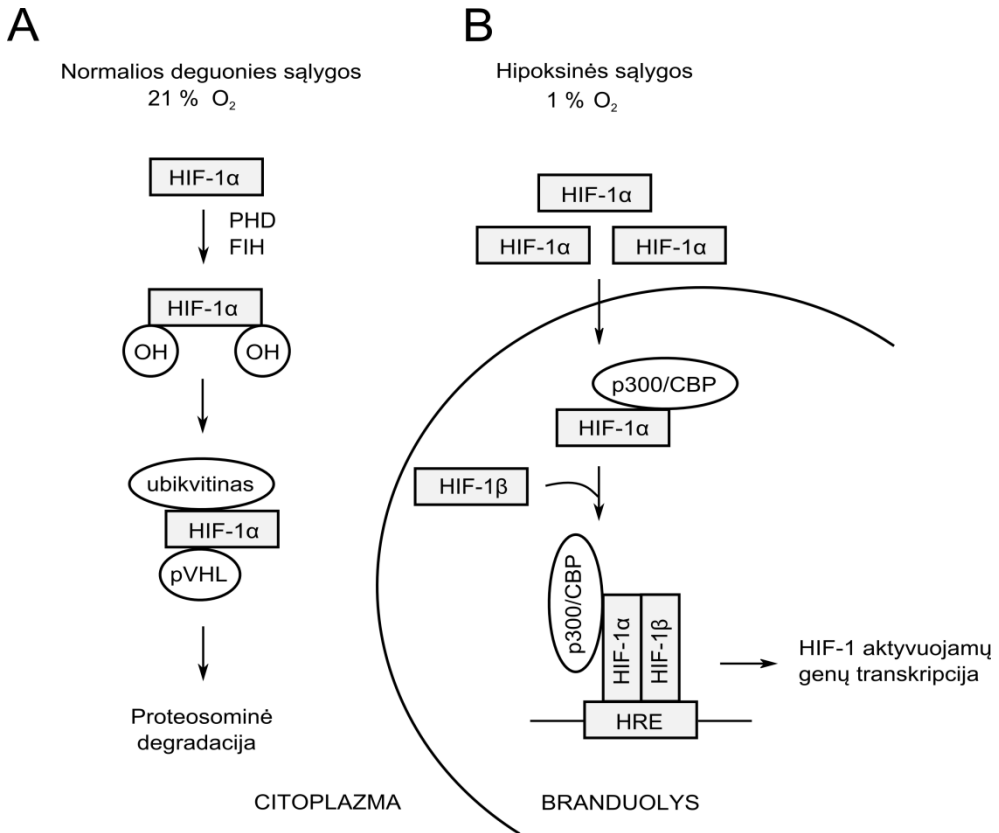 A
Normalios deguonies sąlygos
21 % O₂
HIF-1α
PHD
FIH
HIF-1α
OH
OH
ubikvitinas
HIF-1α
pVHL
Proteosominė
degradacija
CITOPLAZMA
B
Hipoksinės sąlygos
1 % O₂
HIF-1α
HIF-1α
HIF-1α
p300/CBP
HIF-1α
HIF-1β
p300/CBP
HIF-1α
HIF-1β
HRE
HIF-1 aktyvuojamų
genų transkripcija
BRANDUOLYS